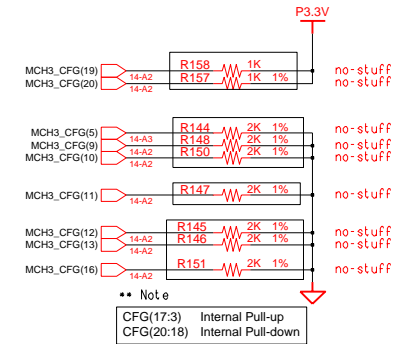 P3.3V
MCH3_CFG(19) R158 1K no-stuff
14-A2
MCH3_CFG(20) R157 1K 1% no-stuff
14-A2
MCH3_CFG(5) R144 2K 1% no-stuff
14-A3
MCH3_CFG(9) R148 2K 1% no-stuff
14-A2
MCH3_CFG(10) R150 2K 1% no-stuff
14-A2
MCH3_CFG(11) R147 2K 1% no-stuff
14-A2
MCH3_CFG(12) R145 2K 1% no-stuff
14-A2
MCH3_CFG(13) R146 2K 1% no-stuff
14-A2
MCH3_CFG(16) R151 2K 1% no-stuff
14-A2
** Note
CFG(17:3) Internal Pull-up
CFG(20:18) Internal Pull-down